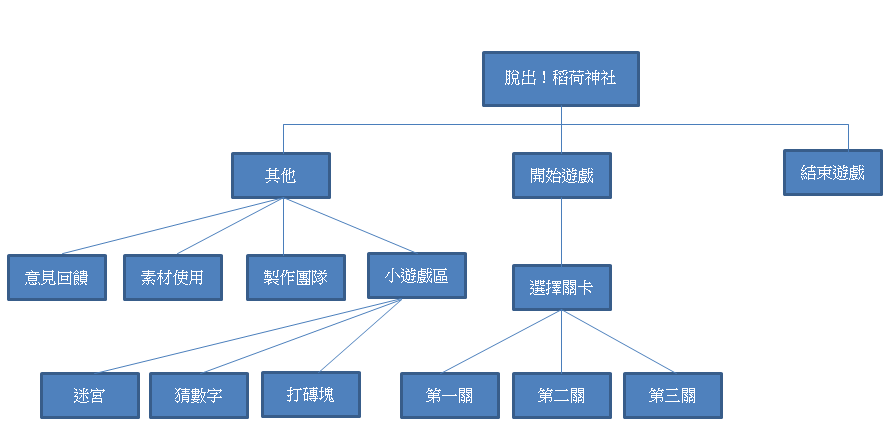 脫出！稻荷神社
其他
開始遊戲
結束遊戲
意見回饋
素材使用
製作團隊
小遊戲區
選擇關卡
迷宮
猜數字
打磚塊
第一關
第二關
第三關